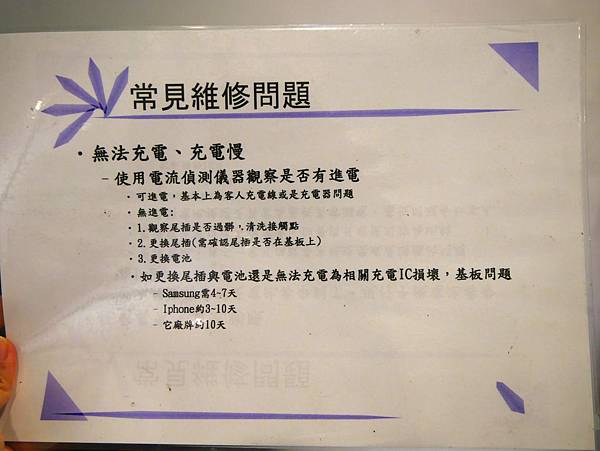 常見維修問題
・無法充電、充電慢
– 使用電流偵測儀器觀察是否有進電
・可進電，基本上為客人充電線或是充電器問題
・無進電:
・1.觀察尾插是否過髒，清洗接觸點
・2.更換尾插(需確認尾插是否在基板上)
・3.更換電池
・如更換尾插與電池還是無法充電為相關充電IC損壞，基板問題
– Samsung需4~7天
– Iphone約3~10天
– 它廠牌約10天